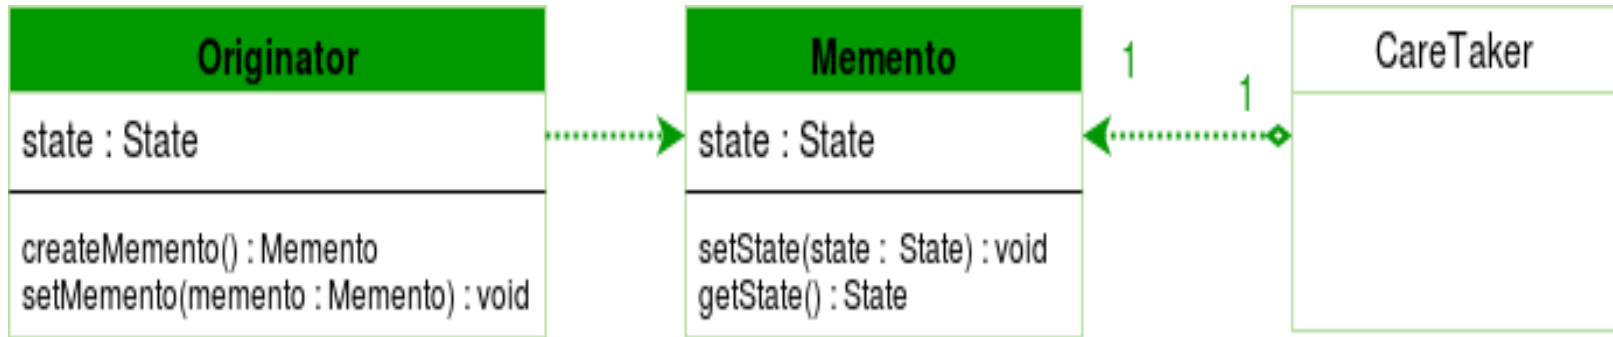 Originator
state : State
createMemento() : Memento
setMemento(memento : Memento) : void
Memento
state : State
setState(state : State) : void
getState() : State
1
1
CareTaker